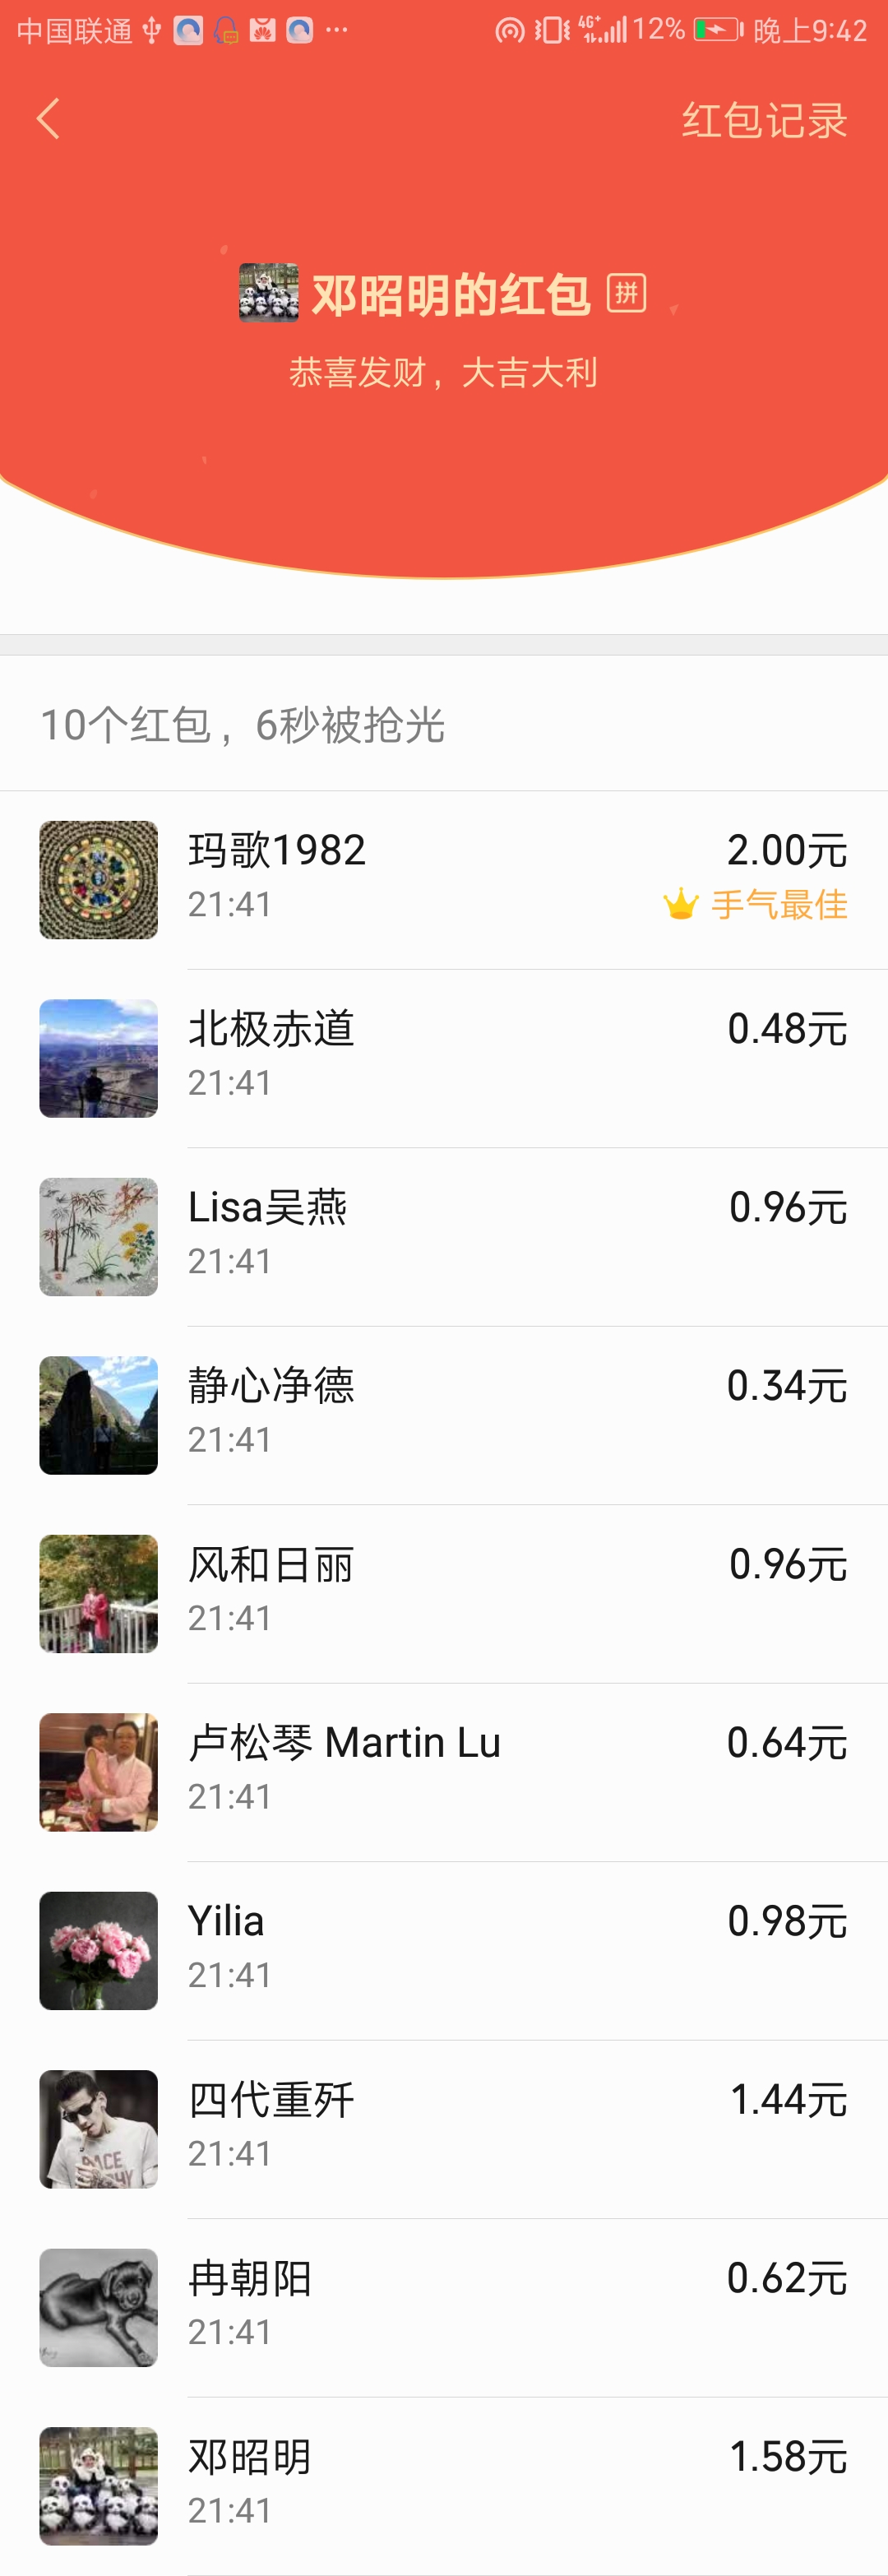 中国联通 12% 晚上9:42
红包记录
邓昭明的红包 拼
恭喜发财，大吉大利
10个红包，6秒被抢光
玛歌1982 2.00元
21:41 手气最佳
北极赤道 0.48元
21:41
Lisa吴燕 0.96元
21:41
静心净德 0.34元
21:41
风和日丽 0.96元
21:41
卢松琴 Martin Lu 0.64元
21:41
Yilia 0.98元
21:41
四代重歼 1.44元
21:41
冉朝阳 0.62元
21:41
邓昭明 1.58元
21:41